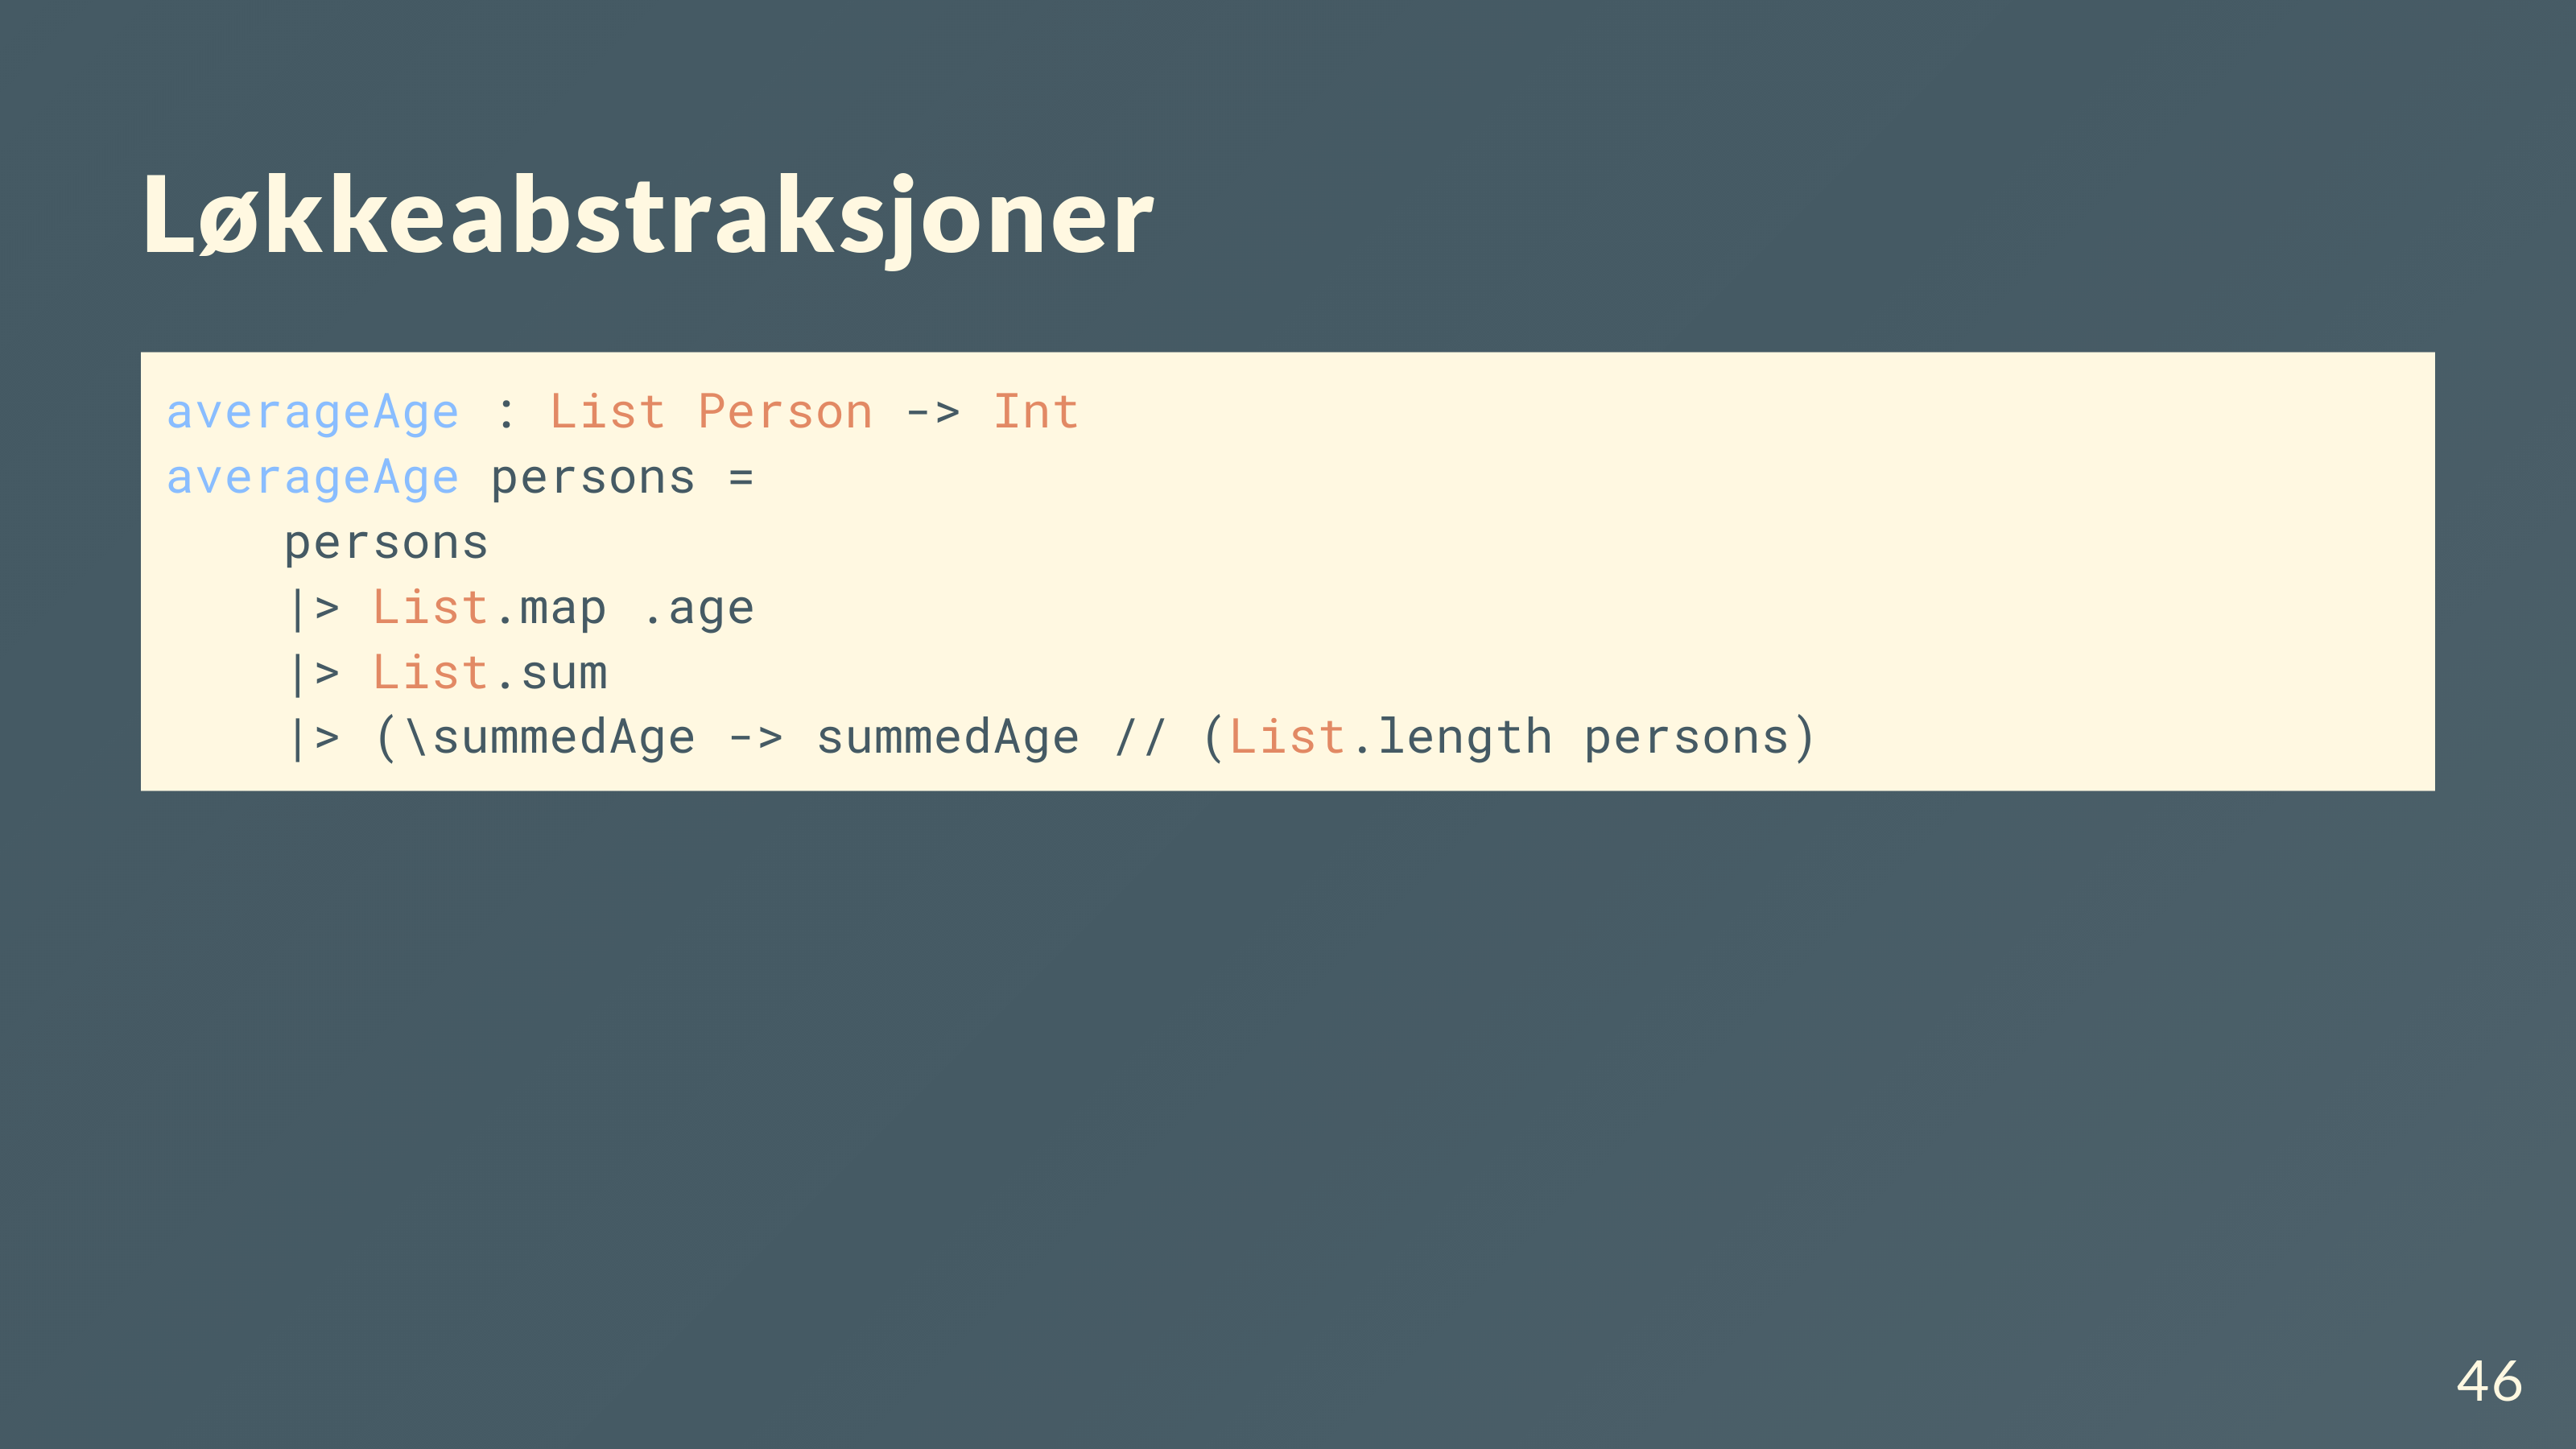 Løkkeabstraksjoner
averageAge : List Person -> Int
averageAge persons =
    persons
    |> List.map .age
    |> List.sum
    |> (\summedAge -> summedAge // (List.length persons)
46